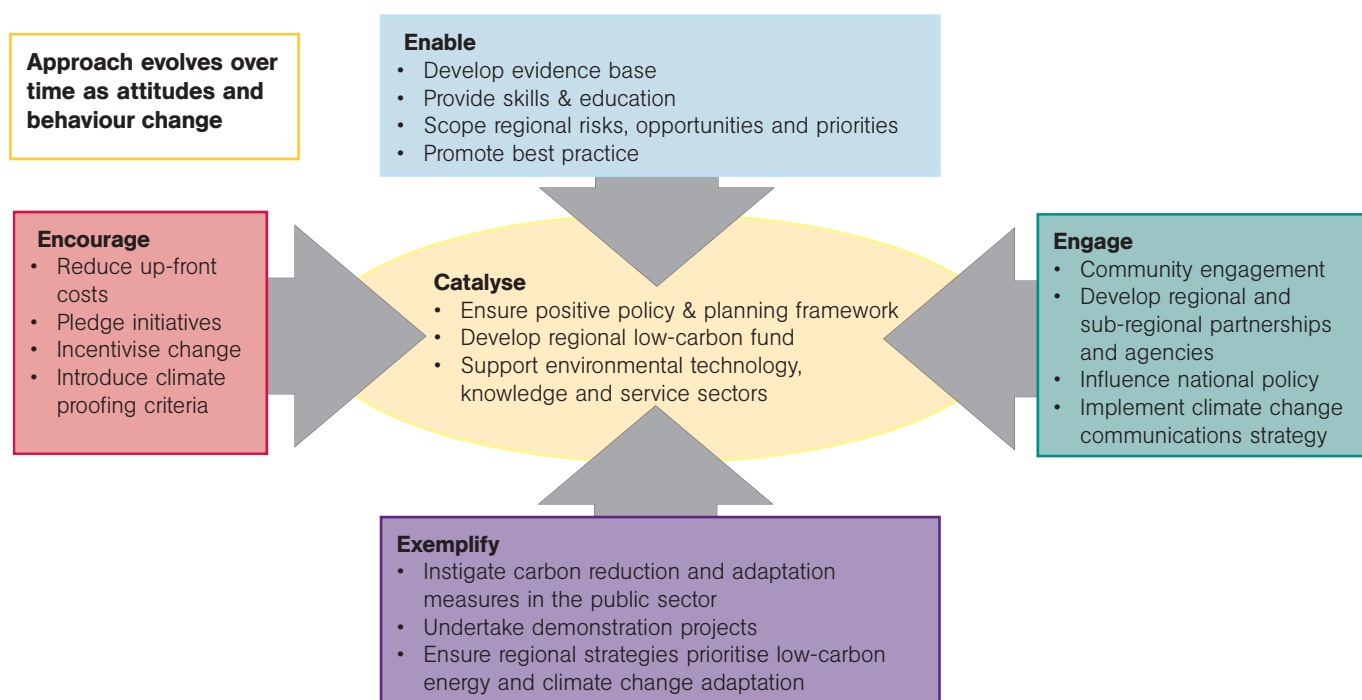 Approach evolves over
time as attitudes and
behaviour change
Enable
• Develop evidence base
• Provide skills & education
• Scope regional risks, opportunities and priorities
• Promote best practice
Encourage
• Reduce up-front
costs
• Pledge initiatives
• Incentivise change
• Introduce climate
proofing criteria
Catalyse
• Ensure positive policy & planning framework
• Develop regional low-carbon fund
• Support environmental technology,
knowledge and service sectors
Engage
• Community engagement
• Develop regional and
sub-regional partnerships
and agencies
• Influence national policy
• Implement climate change
communications strategy
Exemplify
• Instigate carbon reduction and adaptation
measures in the public sector
• Undertake demonstration projects
• Ensure regional strategies prioritise low-carbon
energy and climate change adaptation